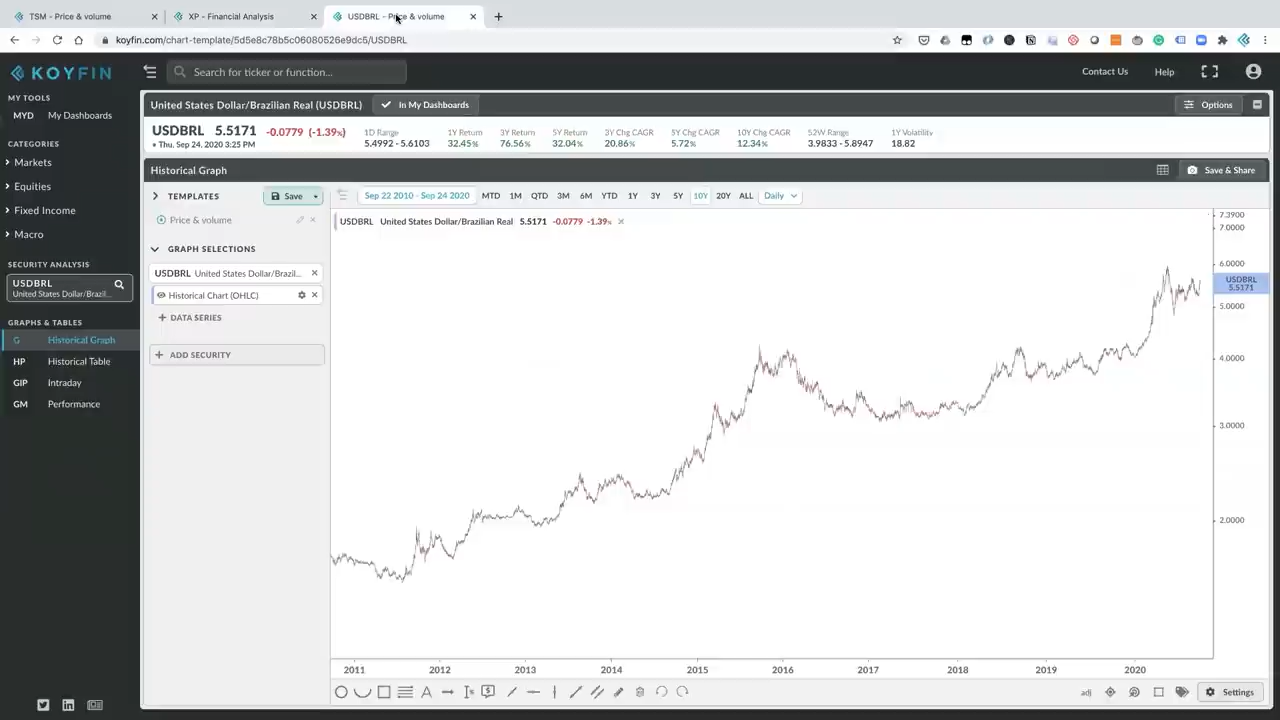 TSM - Price & volume
XP - Financial Analysis
USDBRL - Price & volume
koyfin.com/chart-template/5d5e8c78b5c06080526e9dc5/USDBRL
KOYFIN
Search for ticker or function...
Contact Us
Help
MY TOOLS
MYD My Dashboards
CATEGORIES
Markets
Equities
Fixed Income
Macro
SECURITY ANALYSIS
USDBRL
United States Dollar/Brazil...
GRAPHS & TABLES
G Historical Graph
HP Historical Table
GIP Intraday
GM Performance
United States Dollar/Brazilian Real (USDBRL)
In My Dashboards
Options
USDBRL 5.5171 -0.0779 (-1.39%)
• Thu, Sep 24, 2020 3:25 PM
1D Range 1Y Return 3Y Return 5Y Return 3Y Chg CAGR 5Y Chg CAGR 10Y Chg CAGR 52W Range 1Y Volatility
5.4992 - 5.6103 32.45% 76.56% 32.04% 20.86% 5.72% 12.34% 3.9833 - 5.8947 18.82
Historical Graph
Save & Share
TEMPLATES
Save
Price & volume
GRAPH SELECTIONS
USDBRL United States Dollar/Brazil...
Historical Chart (OHLC)
DATA SERIES
ADD SECURITY
Sep 22 2010 - Sep 24 2020 MTD 1M QTD 3M 6M YTD 1Y 3Y 5Y 10Y 20Y ALL Daily
USDBRL United States Dollar/Brazilian Real 5.5171 -0.0779 -1.39%
7.3900
7.0000
6.0000
USDBRL
5.5171
5.0000
4.0000
3.0000
2.0000
2011 2012 2013 2014 2015 2016 2017 2018 2019 2020
adj
Settings